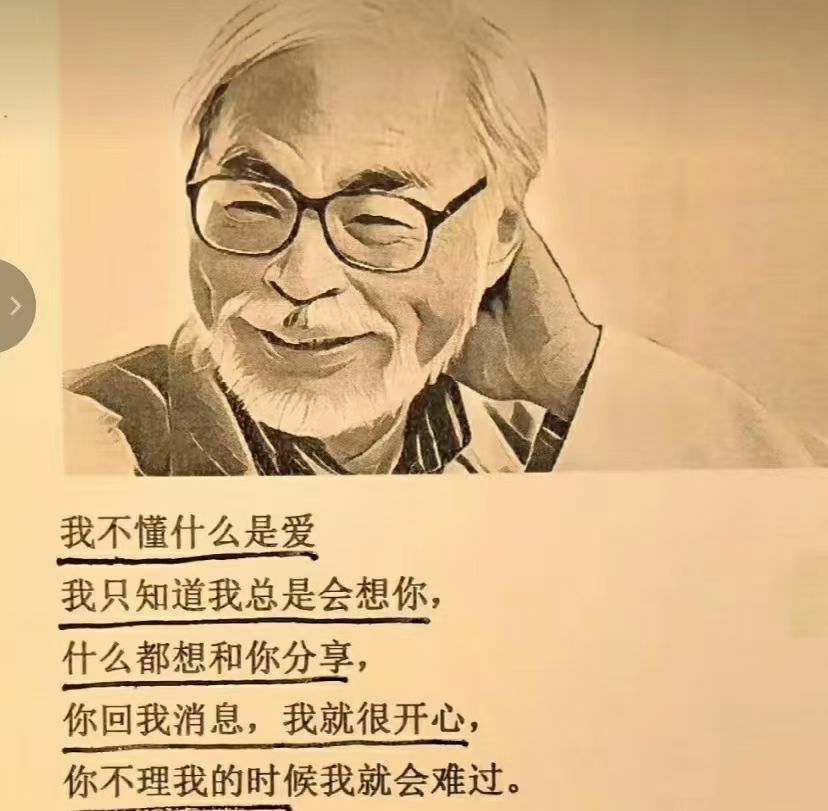 我不懂什么是爱
我只知道我总是会想你，
什么都想和你分享，
你回我消息，我就很开心，
你不理我的时候我就会难过。